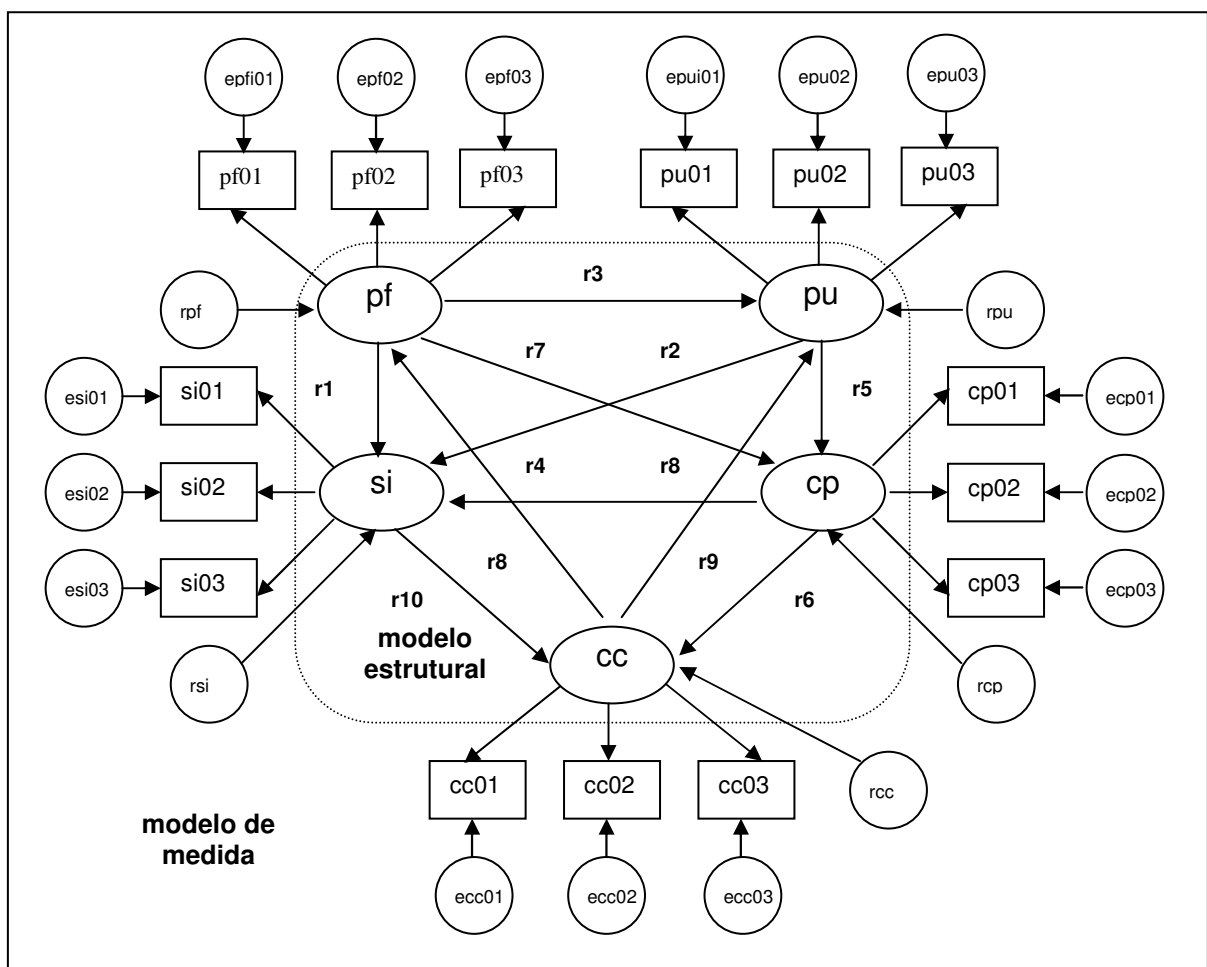 epfi01 epf02 epf03 epui01 epu02 epu03
pf01 pf02 pf03 pu01 pu02 pu03
r3
pf pu
rpf rpu
r7 r2
si01 r1 r5 cp01
esi01 ecp01
r4 r8
si cp
esi02 si02 cp02 ecp02
r8 r9
esi03 si03 cp03 ecp03
r10 r6
modelo
estrutural
cc
rsi rcp
cc01 cc02 cc03 rcc
modelo de
medida
ecc01 ecc02 ecc03